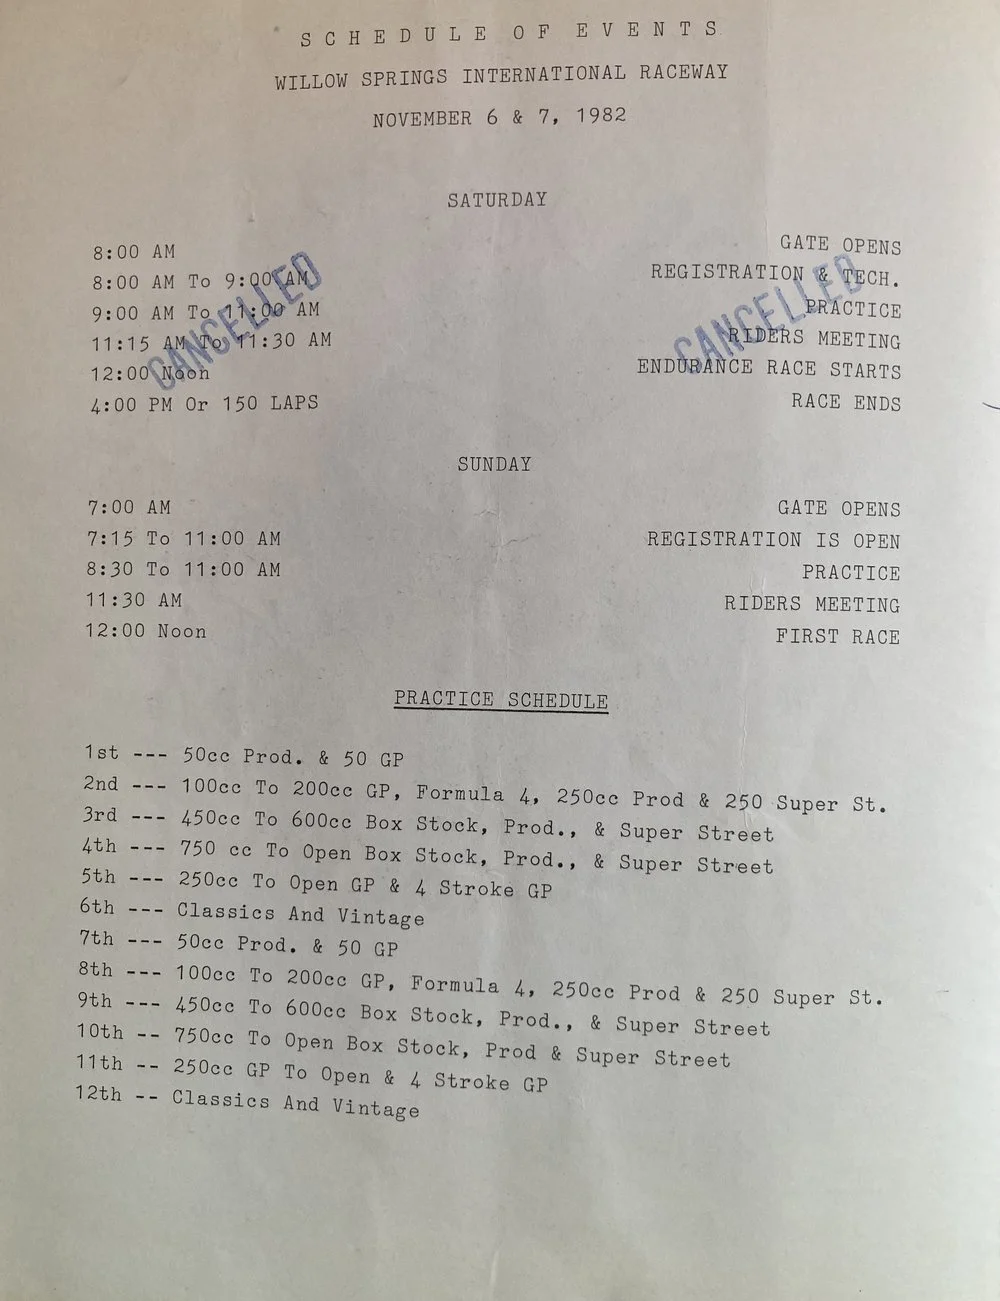 SCHEDULE OF EVENTS
WILLOW SPRINGS INTERNATIONAL RACEWAY
NOVEMBER 6 & 7, 1982
SATURDAY
8:00 AM GATE OPENS
8:00 AM To 9:00 AM REGISTRATION & TECH.
9:00 AM To 11:00 AM PRACTICE
11:15 AM To 11:30 AM RIDERS MEETING
12:00 Noon ENDURANCE RACE STARTS
4:00 PM Or 150 LAPS RACE ENDS
CANCELLED
CANCELLED
SUNDAY
7:00 AM GATE OPENS
7:15 To 11:00 AM REGISTRATION IS OPEN
8:30 To 11:00 AM PRACTICE
11:30 AM RIDERS MEETING
12:00 Noon FIRST RACE
PRACTICE SCHEDULE
1st --- 50cc Prod. & 50 GP
2nd --- 100cc To 200cc GP, Formula 4, 250cc Prod & 250 Super St.
3rd --- 450cc To 600cc Box Stock, Prod., & Super Street
4th --- 750 cc To Open Box Stock, Prod., & Super Street
5th --- 250cc To Open GP & 4 Stroke GP
6th --- Classics And Vintage
7th --- 50cc Prod. & 50 GP
8th --- 100cc To 200cc GP, Formula 4, 250cc Prod & 250 Super St.
9th --- 450cc To 600cc Box Stock, Prod., & Super Street
10th -- 750cc To Open Box Stock, Prod & Super Street
11th -- 250cc GP To Open & 4 Stroke GP
12th -- Classics And Vintage